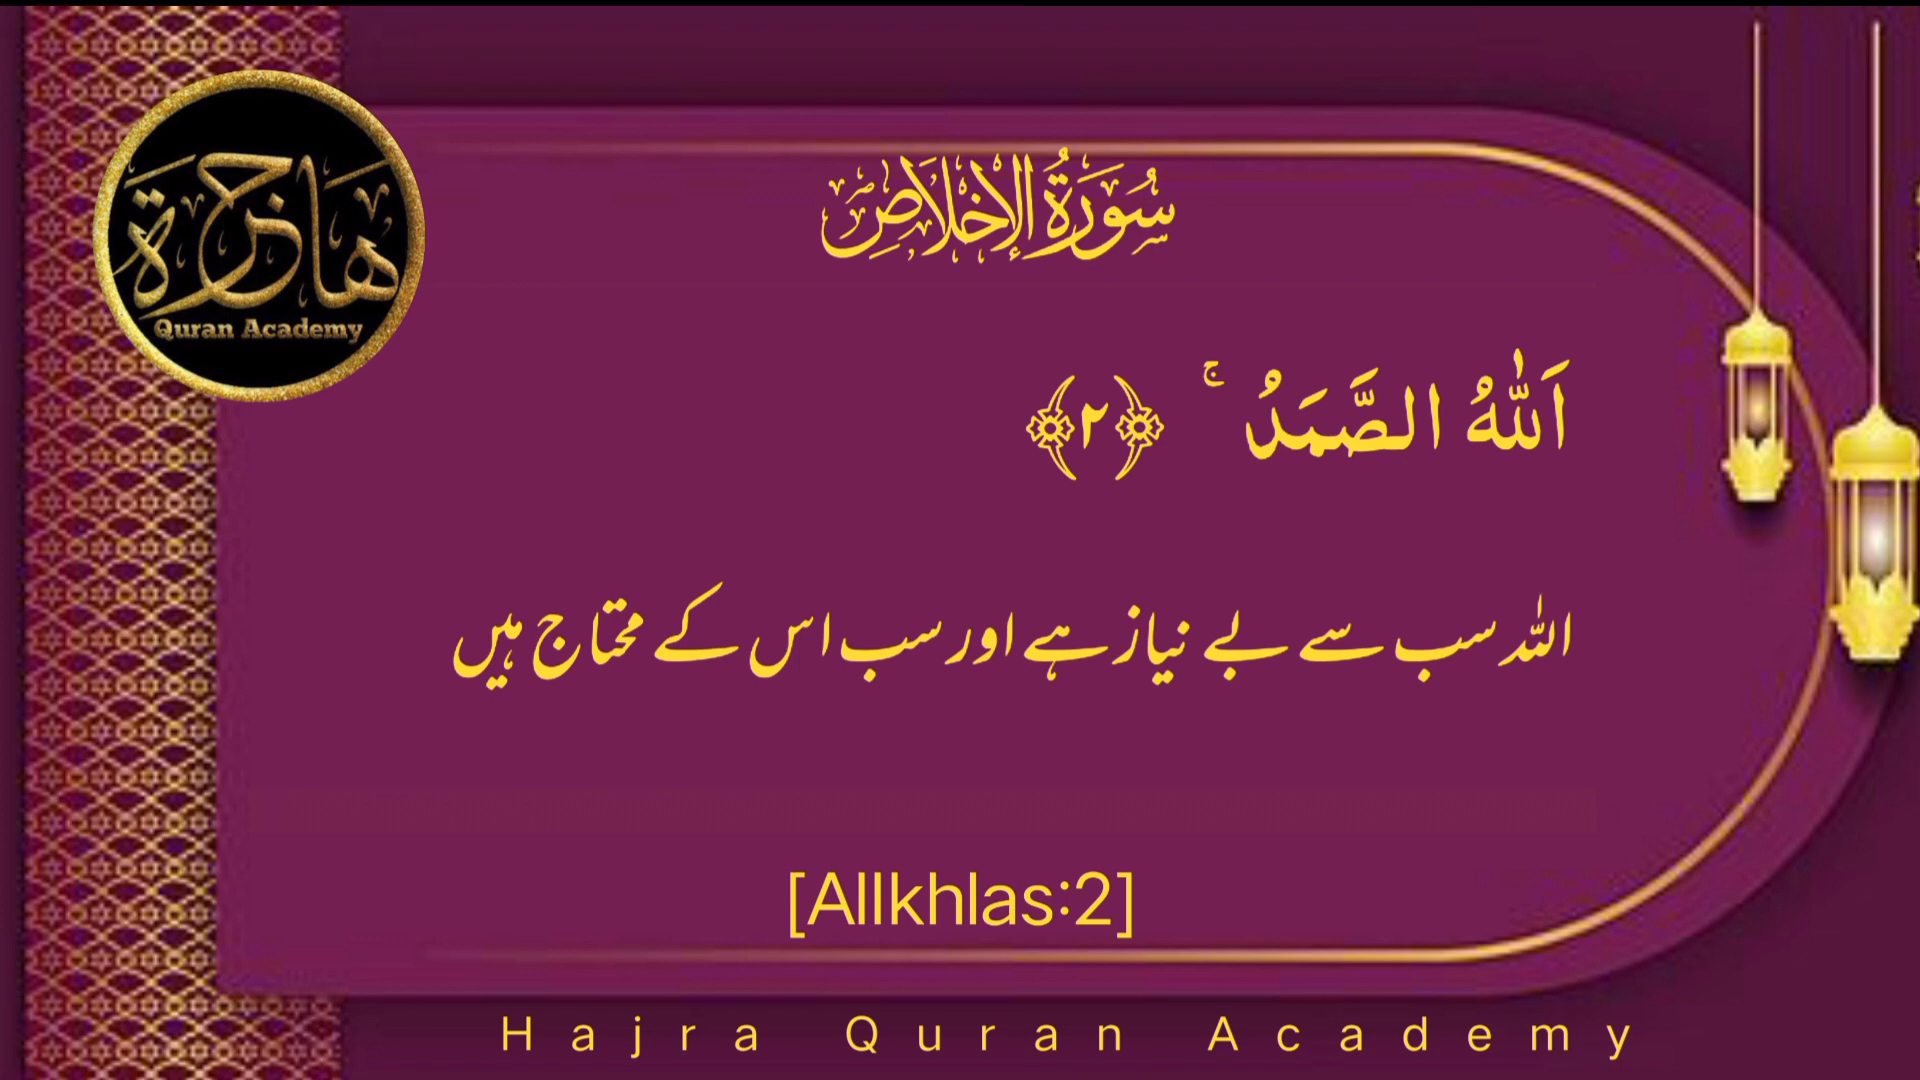 هاجرة
Quran Academy
سُورَةُ الإِخْلَاصِ
اَللّٰهُ الصَّمَدُ ۚ ﴿۲﴾
اللہ سب سے بے نیاز ہے اور سب اس کے محتاج ہیں
[AlIkhlas:2]
Hajra Quran Academy